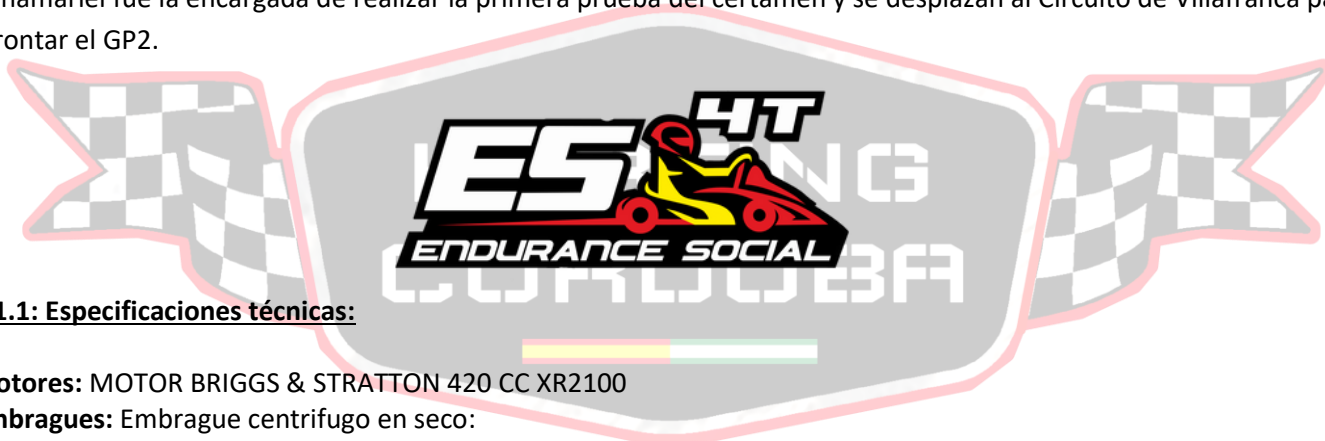 fue la encargada de realizar la primera prueba del certamen y se desplazan al Circuito de Villafranca
frontar el GP2.
4T
ES
ENDURANCE SOCIAL
CÓRDOBA
1.1: Especificaciones técnicas:
otores: MOTOR BRIGGS & STRATTON 420 CC XR2100
mbragues: Embrague centrifugo en seco: